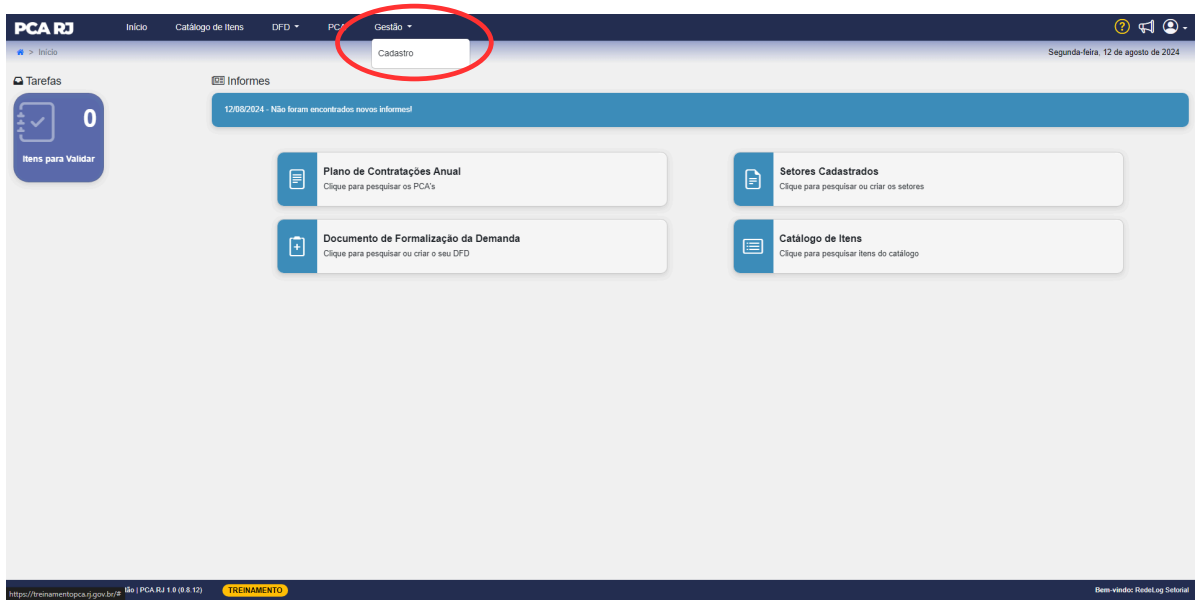 PCA RJ Início Catálogo de Itens DFD PCA Gestão
Cadastro
> Início Segunda-feira, 12 de agosto de 2024
Tarefas
0
Itens para Validar
Informes
12/08/2024 - Não foram encontrados novos informes!
Plano de Contratações Anual
Clique para pesquisar os PCA's
Setores Cadastrados
Clique para pesquisar ou criar os setores
Documento de Formalização da Demanda
Clique para pesquisar ou criar o seu DFD
Catálogo de Itens
Clique para pesquisar itens do catálogo
https://treinamentopca.rj.gov.br/# tão | PCA RJ 1.0 (0.8.12) TREINAMENTO Bem-vindo: RedeLog Setorial